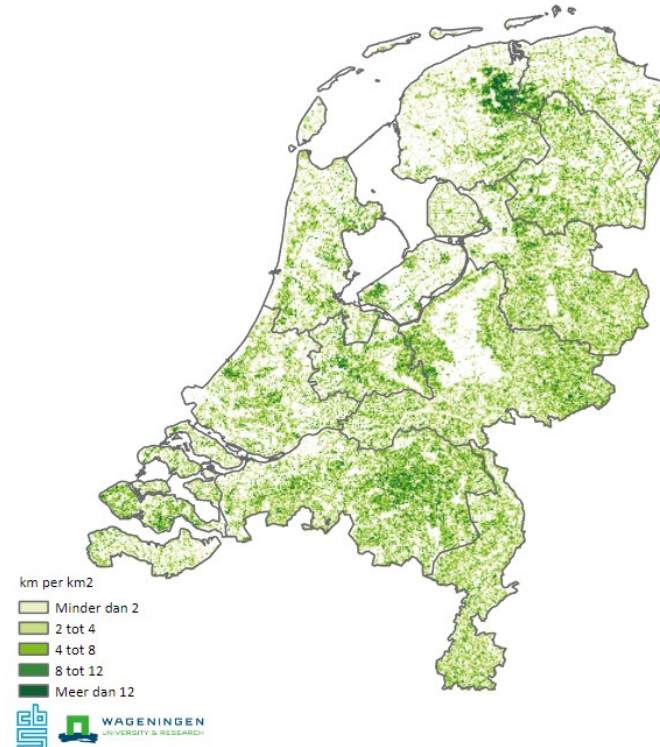 km per km2
Minder dan 2
2 tot 4
4 tot 8
8 tot 12
Meer dan 12
cbs
WAGENINGEN
UNIVERSITY & RESEARCH